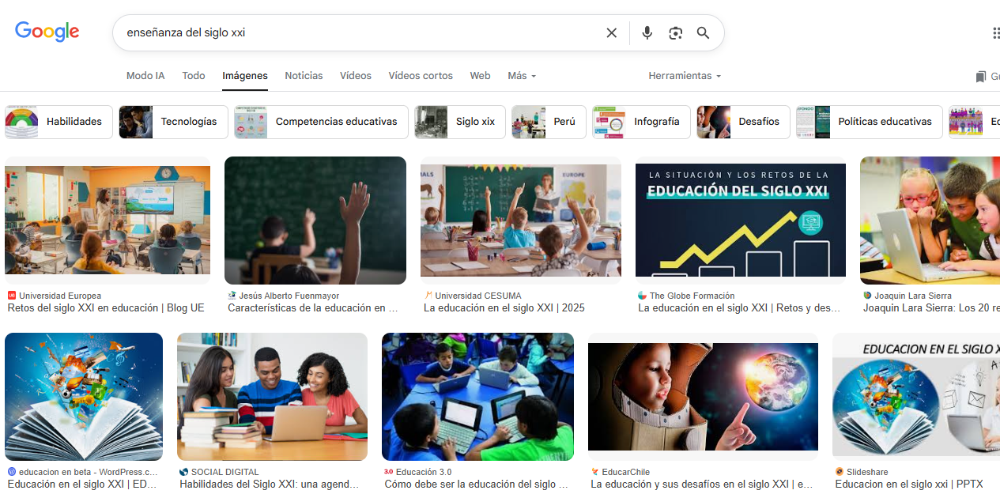 Google
enseñanza del siglo xxi
Modo IA Todo Imágenes Noticias Vídeos Vídeos cortos Web Más Herramientas
Habilidades Tecnologías Competencias educativas Siglo xix Perú Infografía Desafíos Políticas educativas
EUROPE
LA SITUACIÓN Y LOS RETOS DE LA
EDUCACIÓN DEL SIGLO XXI
Universidad Europea
Retos del siglo XXI en educación | Blog UE
Jesús Alberto Fuenmayor
Características de la educación en ...
Universidad CESUMA
La educación en el siglo XXI | 2025
The Globe Formación
La educación en el siglo XXI | Retos y des...
Joaquin Lara Sierra
Joaquin Lara Sierra: Los 20 re
EDUCACION EN EL SIGLO X
educacion en beta - WordPress.c...
Educación en el siglo XXI | ED...
SOCIAL DIGITAL
Habilidades del Siglo XXI: una agend...
3.0 Educación 3.0
Cómo debe ser la educación del siglo ...
EducarChile
La educación y sus desafíos en el siglo XXI | e...
Slideshare
Educacion en el siglo xxi | PPTX